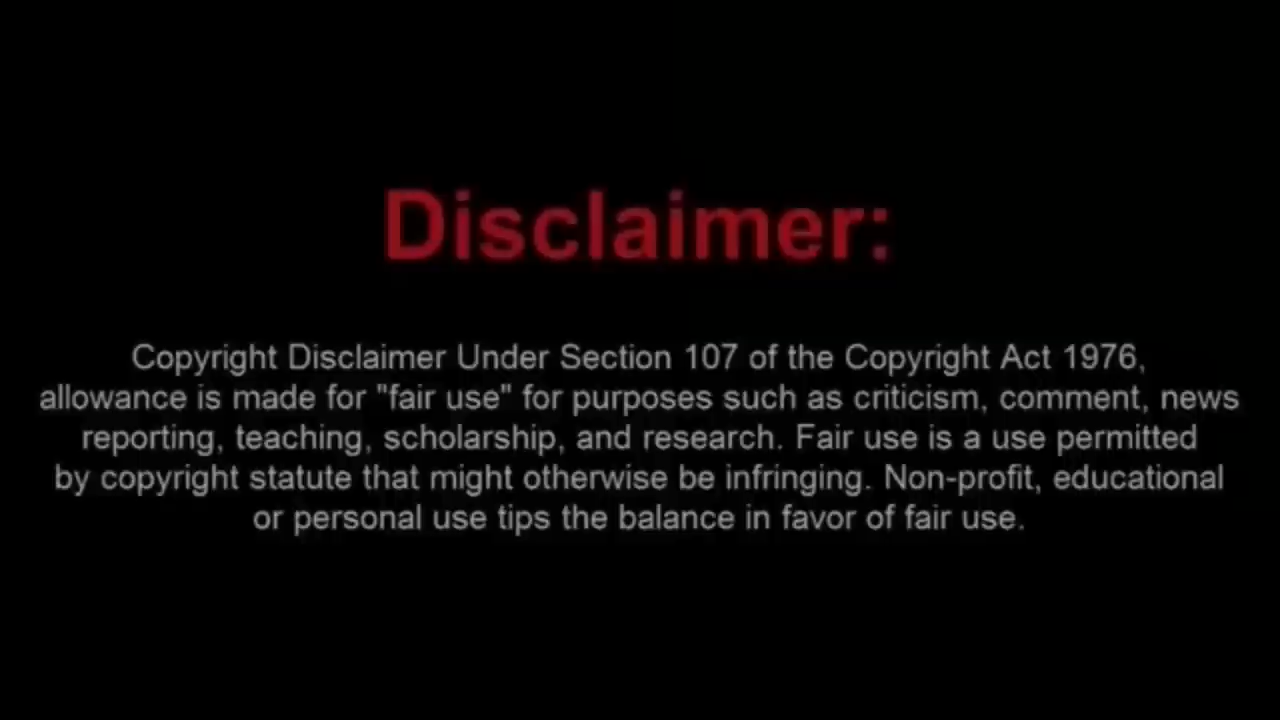 Disclaimer:
Copyright Disclaimer Under Section 107 of the Copyright Act 1976,
allowance is made for "fair use" for purposes such as criticism, comment, news
reporting, teaching, scholarship, and research. Fair use is a use permitted
by copyright statute that might otherwise be infringing. Non-profit, educational
or personal use tips the balance in favor of fair use.